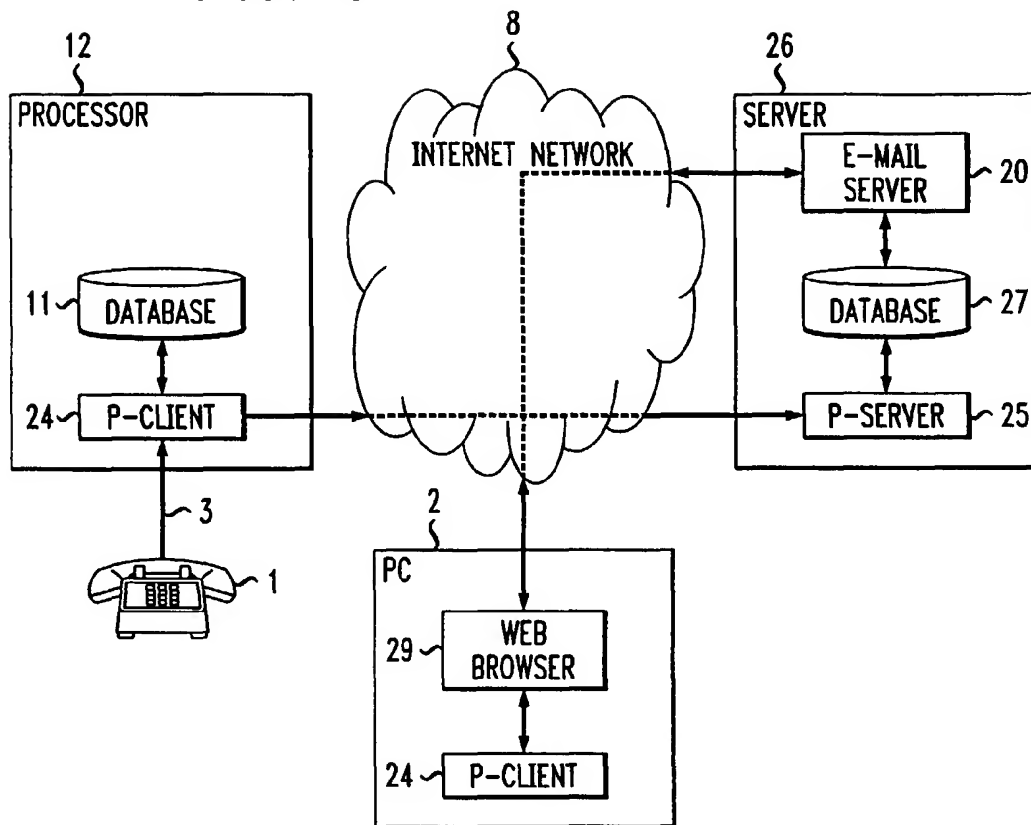 12
8
26
PROCESSOR
SERVER
INTERNET NETWORK
E-MAIL
SERVER
20
11
DATABASE
DATABASE
27
24
P-CLIENT
P-SERVER
25
3
2
1
PC
29
WEB
BROWSER
24
P-CLIENT